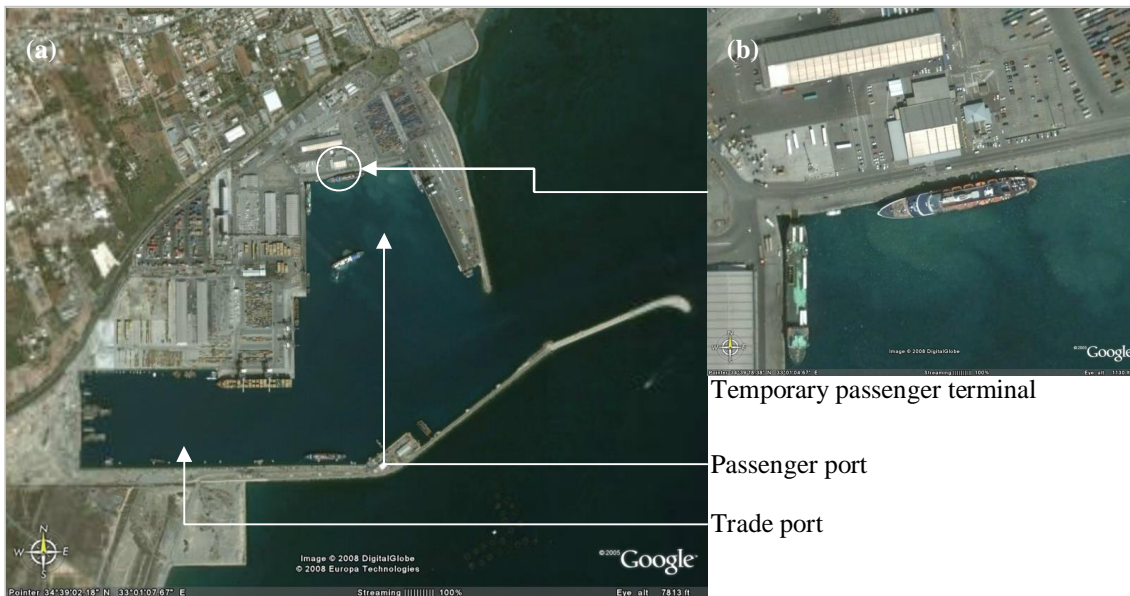 (a)
N
W E
S
Image © 2008 DigitalGlobe
© 2008 Europa Technologies
©2005 Google
Pointer 34°39'02.18" N 33°01'07.67" E Streaming |||||||||| 100% Eye alt 7813 ft
(b)
N
W E
S
Image © 2008 DigitalGlobe
©2005 Google
Streaming |||||||||| 100%
Temporary passenger terminal
Passenger port
Trade port